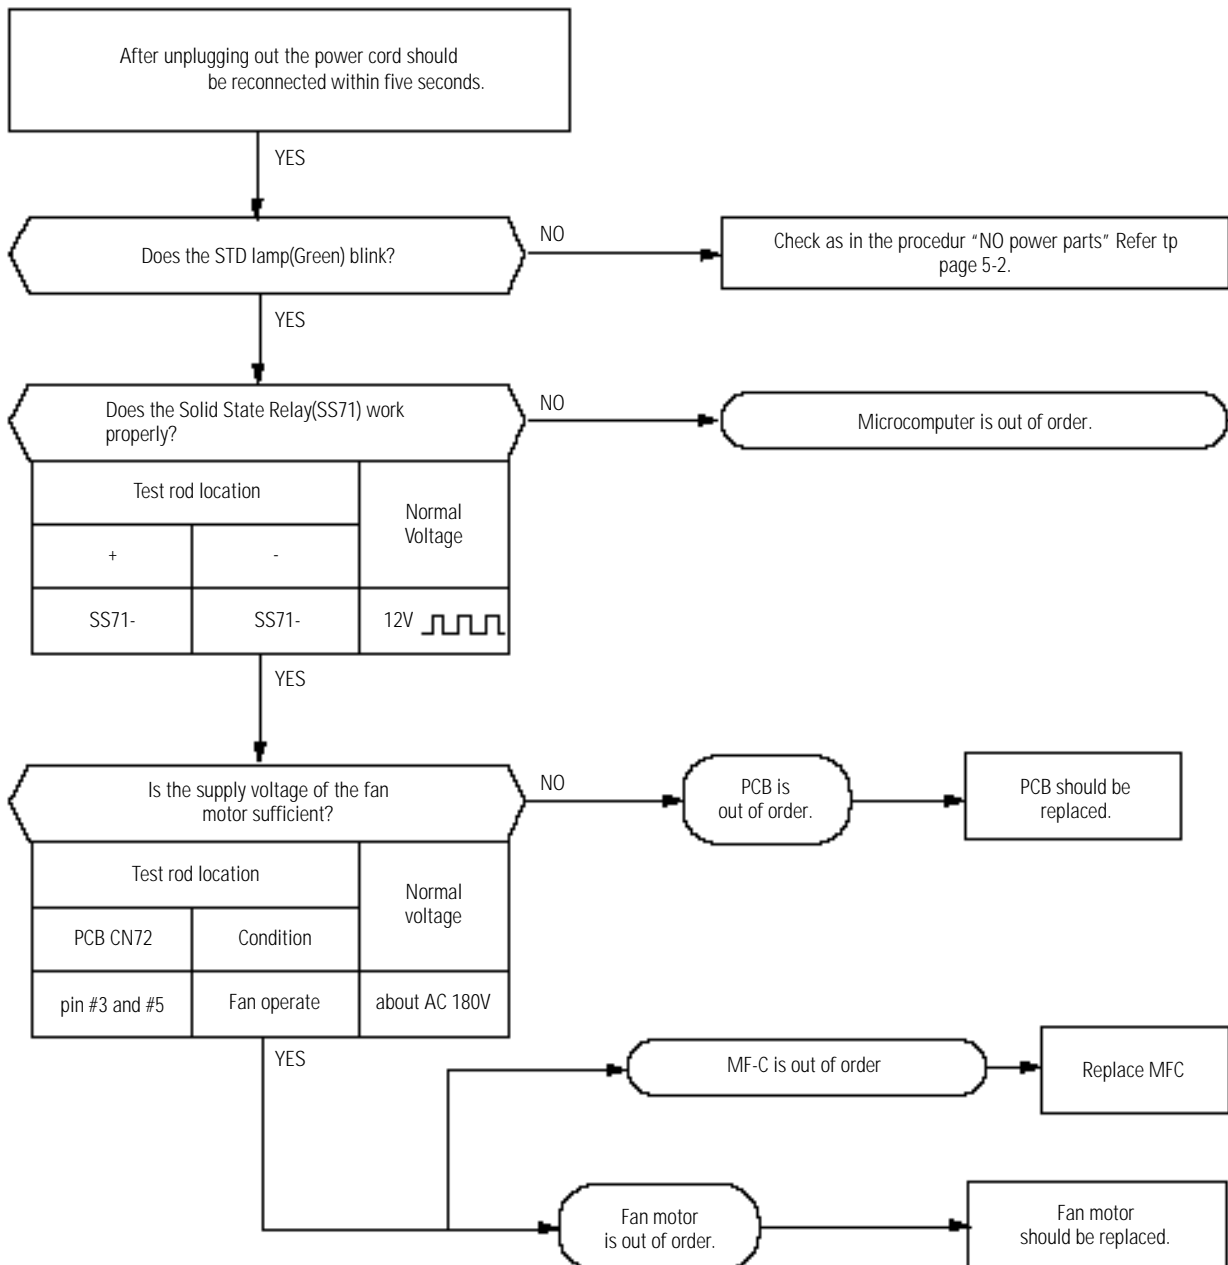 After unplugging out the power cord should
be reconnected within five seconds.
YES
Does the STD lamp(Green) blink?
NO
Check as in the procedur “NO power parts” Refer tp
page 5-2.
YES
Does the Solid State Relay(SS71) work
properly?
NO
Microcomputer is out of order.
Test rod location
Normal
Voltage
+
-
SS71-
SS71-
12V
YES
Is the supply voltage of the fan
motor sufficient?
NO
PCB is
out of order.
PCB should be
replaced.
Test rod location
Normal
voltage
PCB CN72
Condition
pin #3 and #5
Fan operate
about AC 180V
YES
MF-C is out of order
Replace MFC
Fan motor
is out of order.
Fan motor
should be replaced.